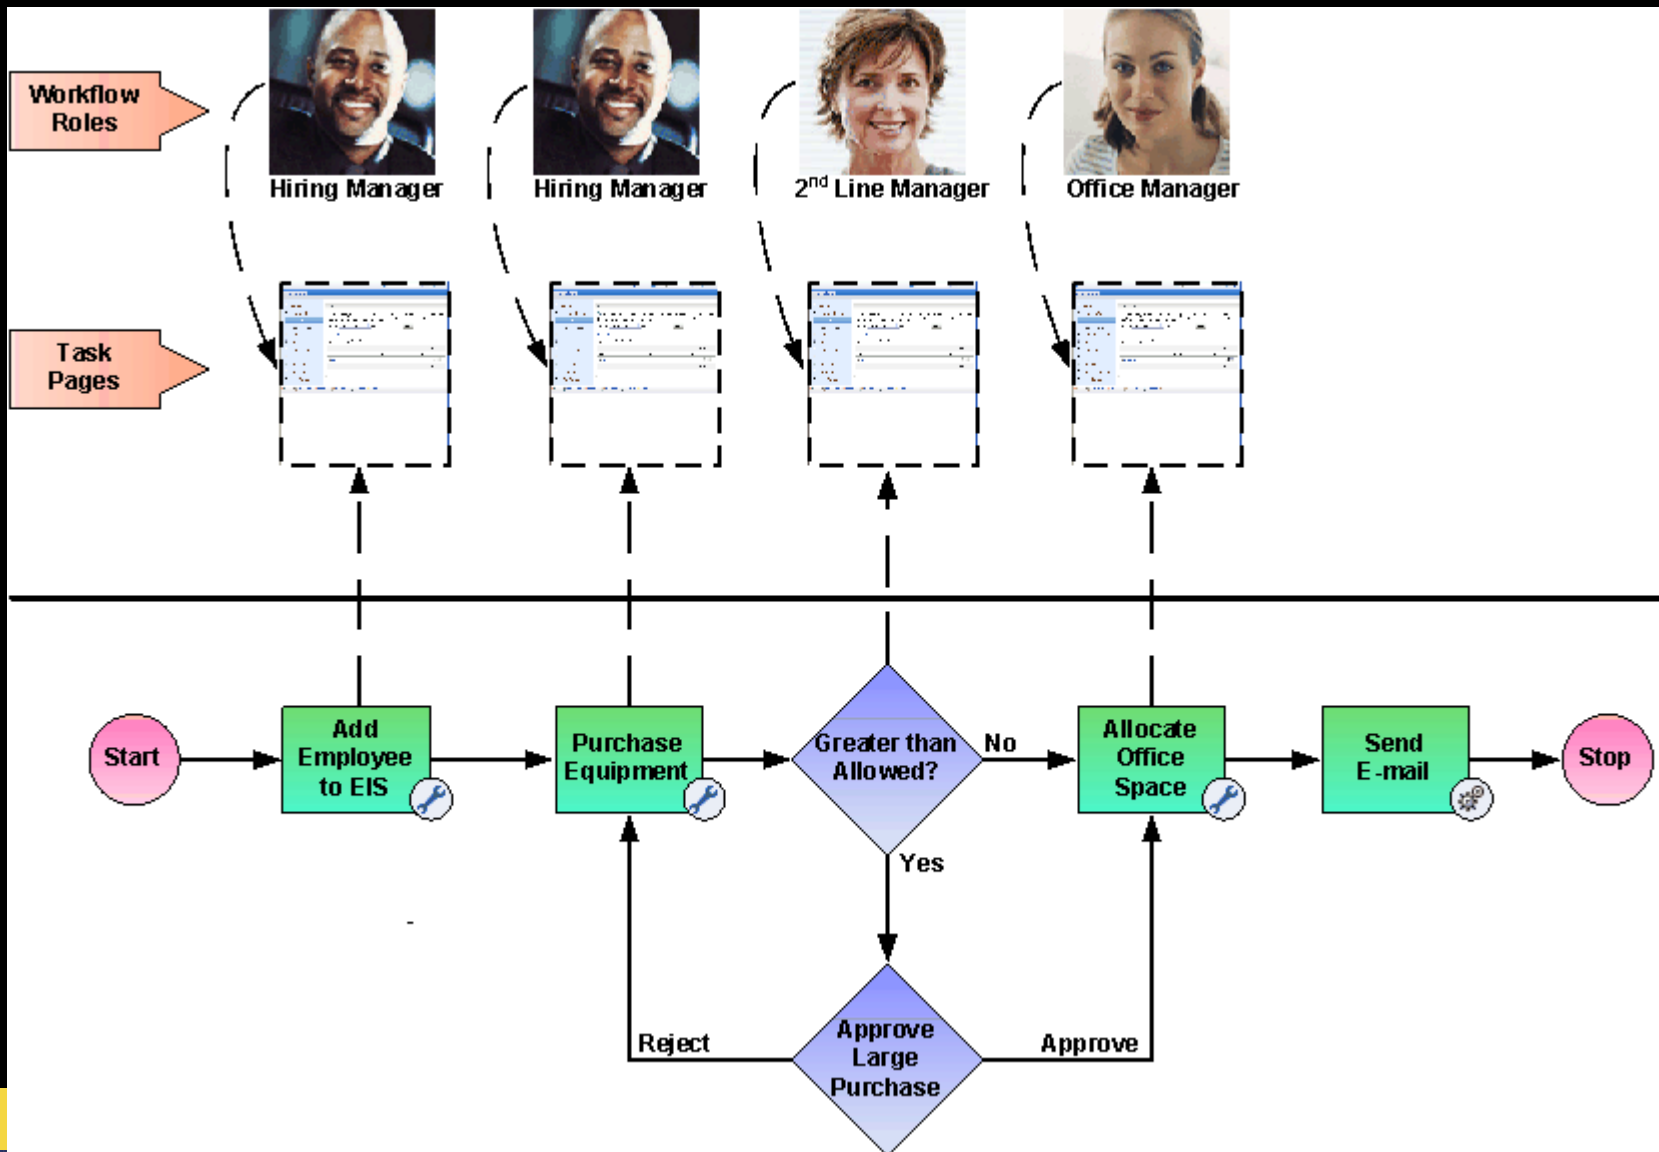 Workflow
Roles
Hiring Manager
Hiring Manager
2nd Line Manager
Office Manager
Task
Pages
Start
Add
Employee
to EIS
Purchase
Equipment
Greater than
Allowed?
No
Allocate
Office
Space
Send
E-mail
Stop
Yes
Reject
Approve
Large
Purchase
Approve